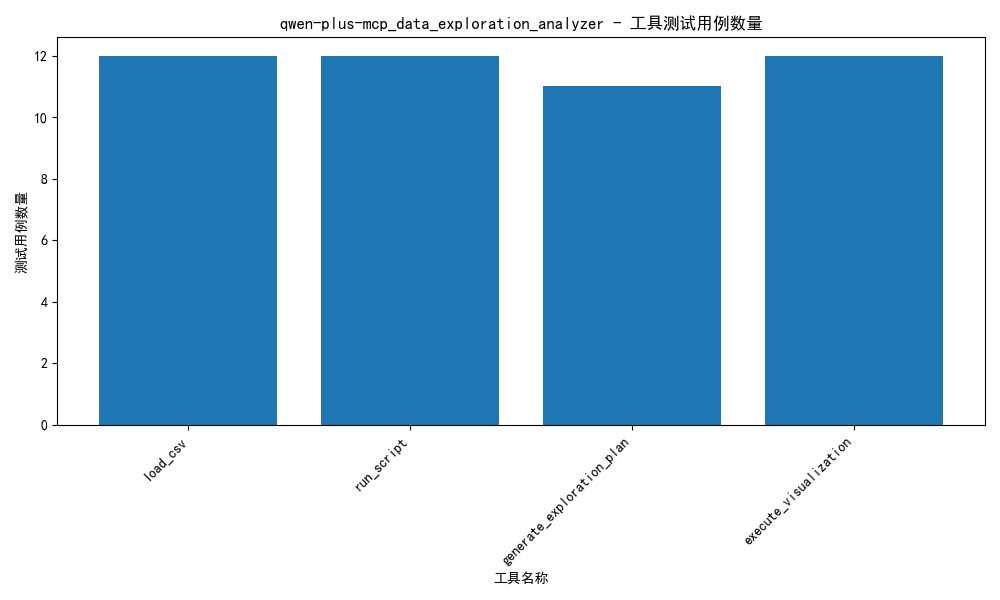 qwen-plus-mcp_data_exploration_analyzer - 工具测试用例数量
测试用例数量
12
10
8
6
4
2
0
load_csv
run_script
generate_exploration_plan
execute_visualization
工具名称